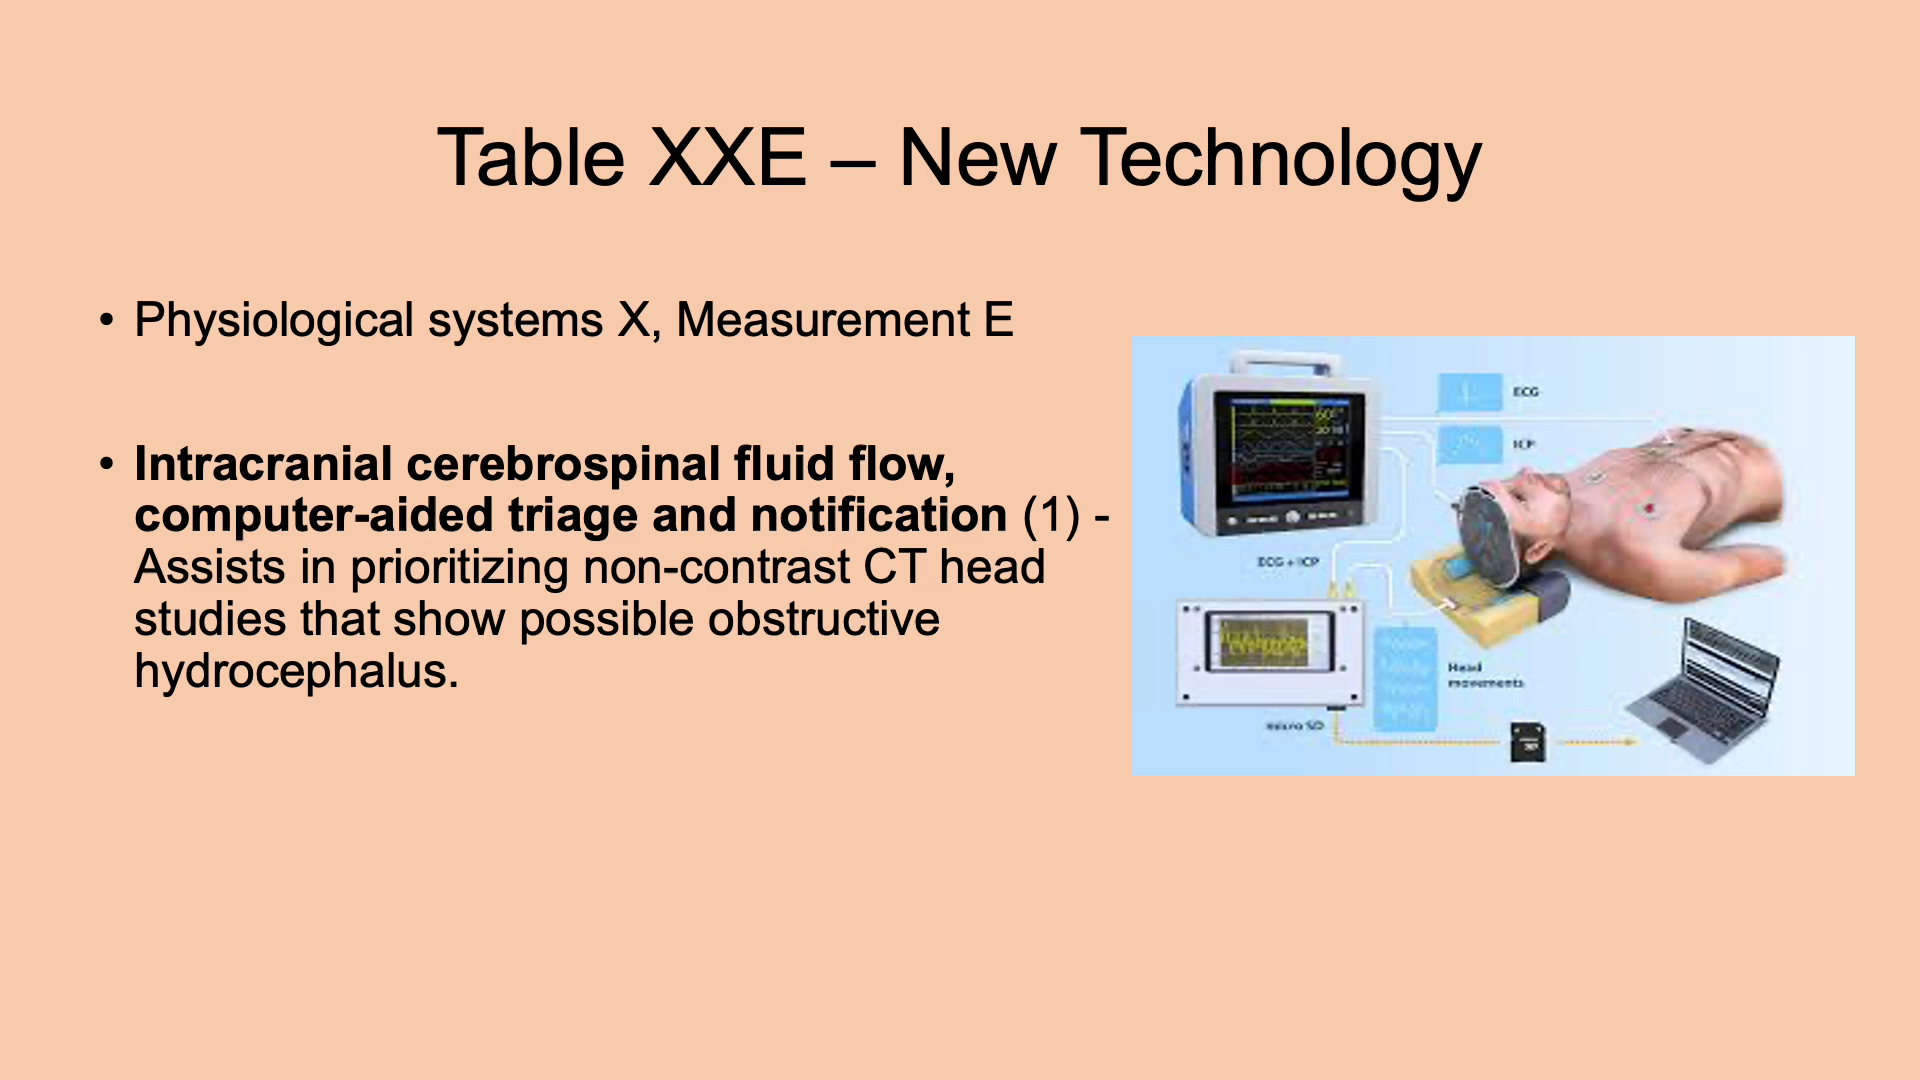 Table XXE – New Technology
• Physiological systems X, Measurement E
• Intracranial cerebrospinal fluid flow,
computer-aided triage and notification (1) -
Assists in prioritizing non-contrast CT head
studies that show possible obstructive
hydrocephalus.
ECG
ICP
ECG + ICP
Head
movements
micro SD